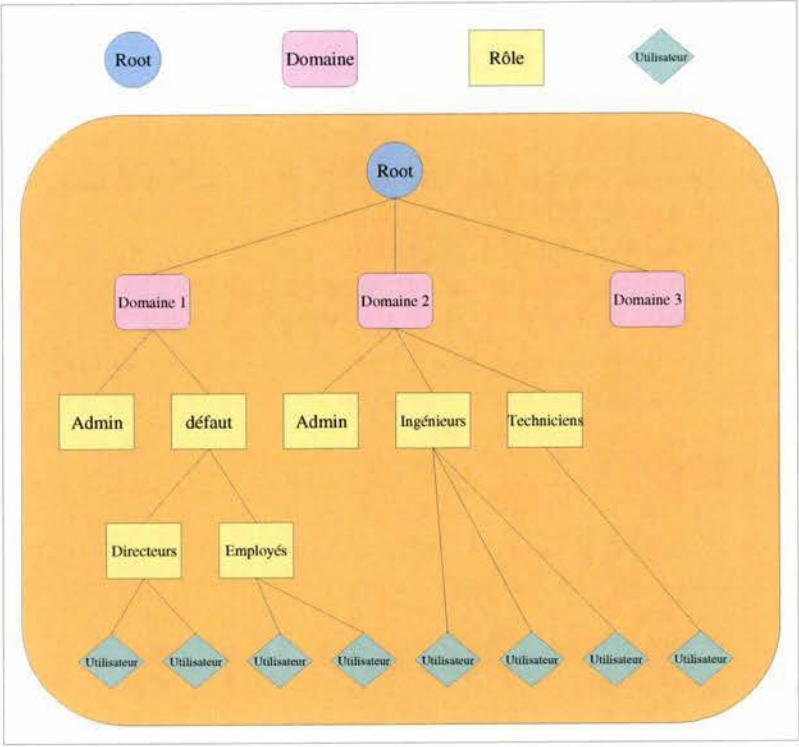 Root Domaine Rôle Utilisateur
Root
Domaine 1 Domaine 2 Domaine 3
Admin défaut Admin Ingénieurs Techniciens
Directeurs Employés
Utilisateur Utilisateur Utilisateur Utilisateur Utilisateur Utilisateur Utilisateur Utilisateur